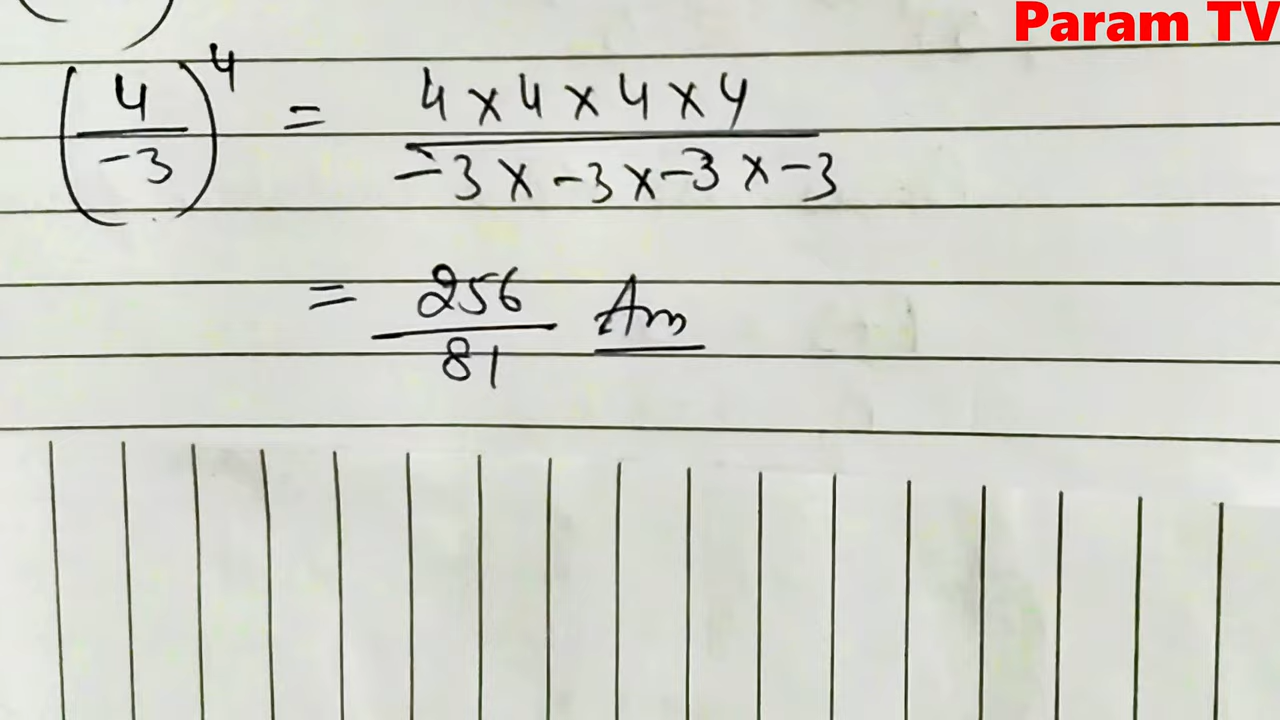 Param TV
(4/-3)^4 = 4 x 4 x 4 x 4 / -3 x -3 x -3 x -3
= 256/81 Ans